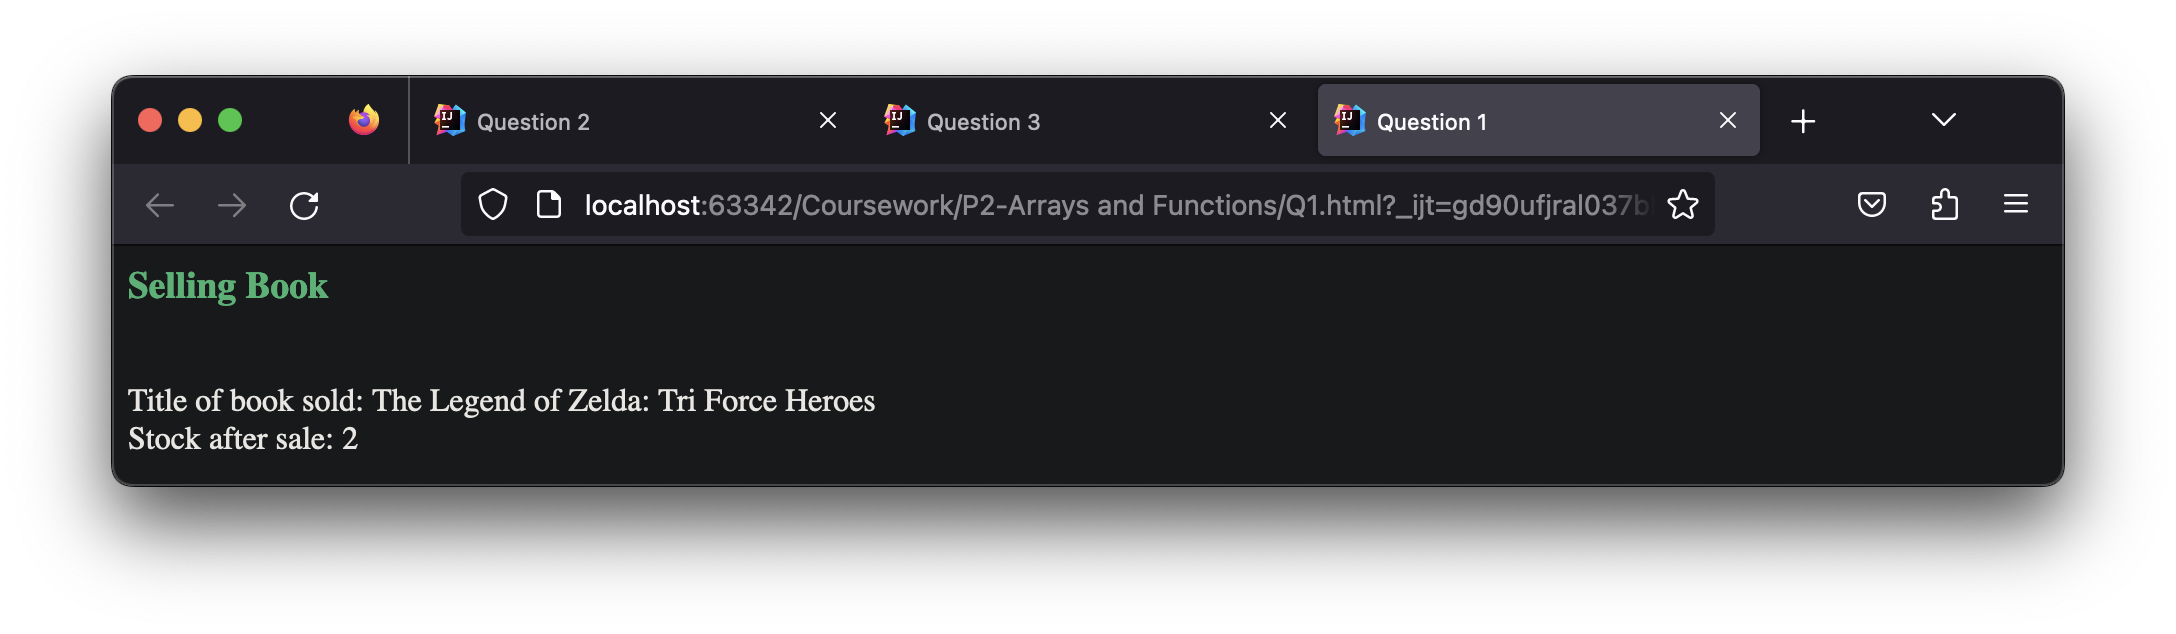 Question 2
Question 3
Question 1
localhost:63342/Coursework/P2-Arrays and Functions/Q1.html?_ijt=gd90ufjral037b
Selling Book
Title of book sold: The Legend of Zelda: Tri Force Heroes
Stock after sale: 2